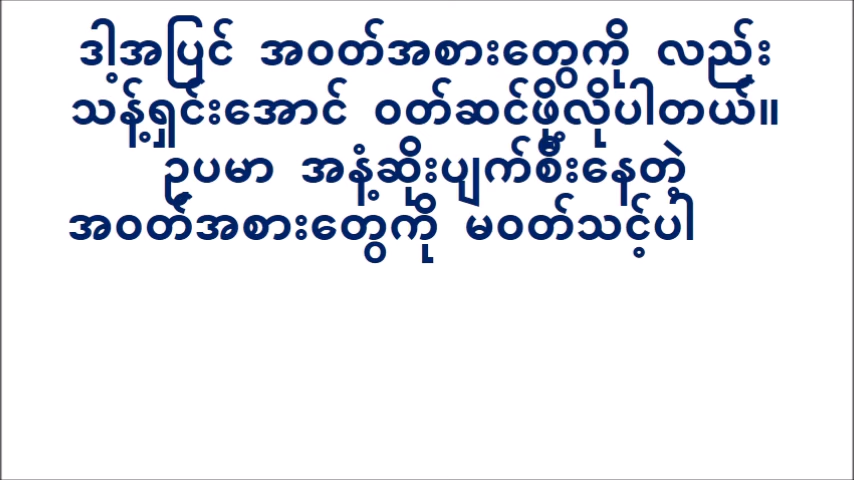 ဒါ့အပြင် အဝတ်အစားတွေကို လည်း
သန့်ရှင်းအောင် ဝတ်ဆင်ဖို့လိုပါတယ်။
ဥပမာ အနံ့ဆိုးပျက်စီးနေတဲ့
အဝတ်အစားတွေကို မဝတ်သင့်ပါ